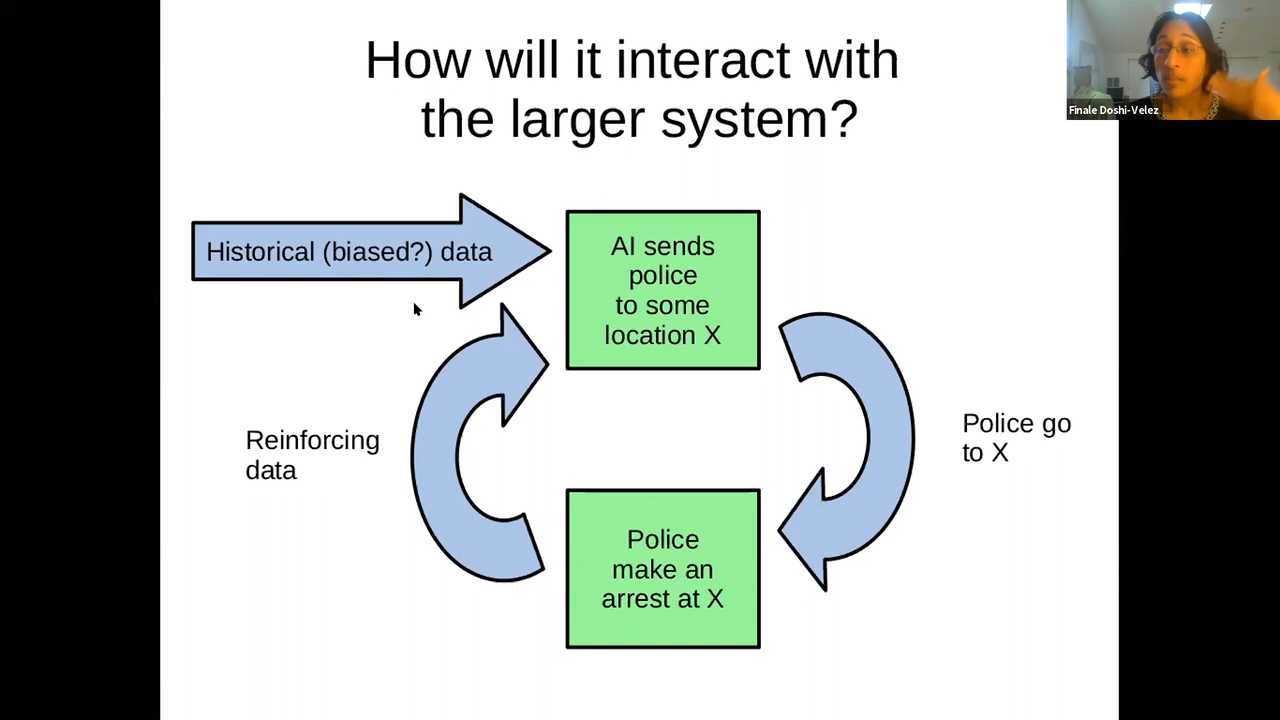 How will it interact with
the larger system?
Finale Doshi-Velez
Historical (biased?) data
AI sends
police
to some
location X
Police go
to X
Reinforcing
data
Police
make an
arrest at X